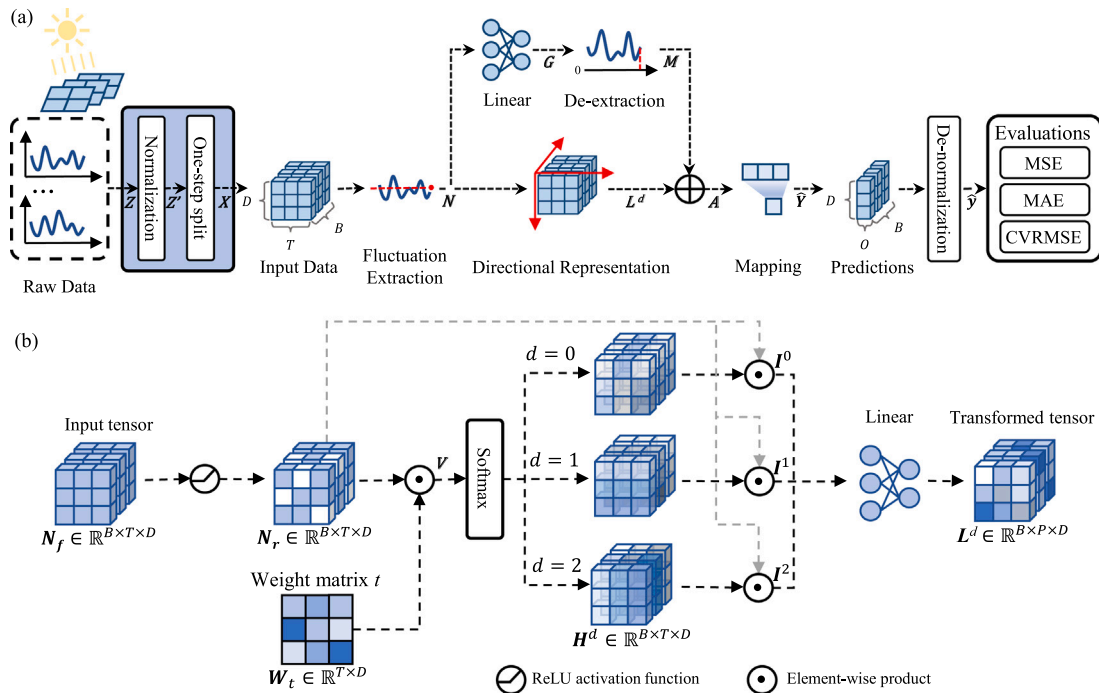 (a)
Raw Data
...
Z
Normalization
Z'
One-step split
X
D
T
B
Input Data
Fluctuation
Extraction
N
Linear
G
0
De-extraction
M
Directional Representation
L^d
A
Mapping
Ŷ
D
O
B
Predictions
De-normalization
ŷ
Evaluations
MSE
MAE
CVRMSE
(b)
Input tensor
N_f ∈ ℝ^{B×T×D}
N_r ∈ ℝ^{B×T×D}
Weight matrix t
W_t ∈ ℝ^{T×D}
V
Softmax
d = 0
d = 1
d = 2
H^d ∈ ℝ^{B×T×D}
I^0
I^1
I^2
Linear
Transformed tensor
L^d ∈ ℝ^{B×P×D}
ReLU activation function
Element-wise product